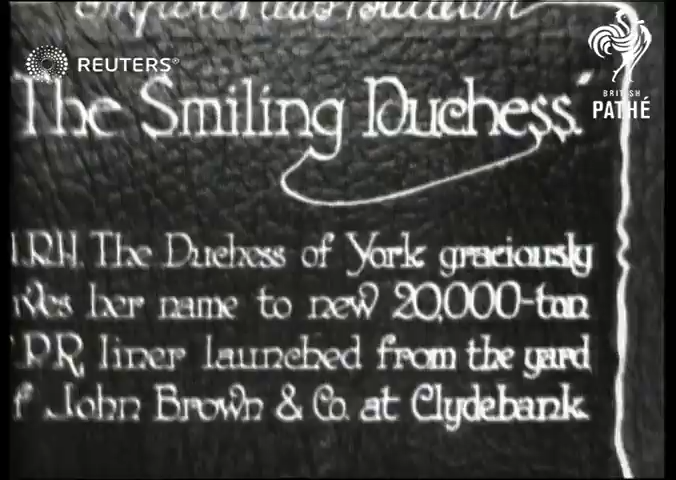 REUTERS
BRITISH
PATHÉ
The Smiling Duchess."
.R.H. The Duchess of York graciously
ives her name to new 20,000-ton
.P.R. liner launched from the yard
f John Brown & Co. at Clydebank.